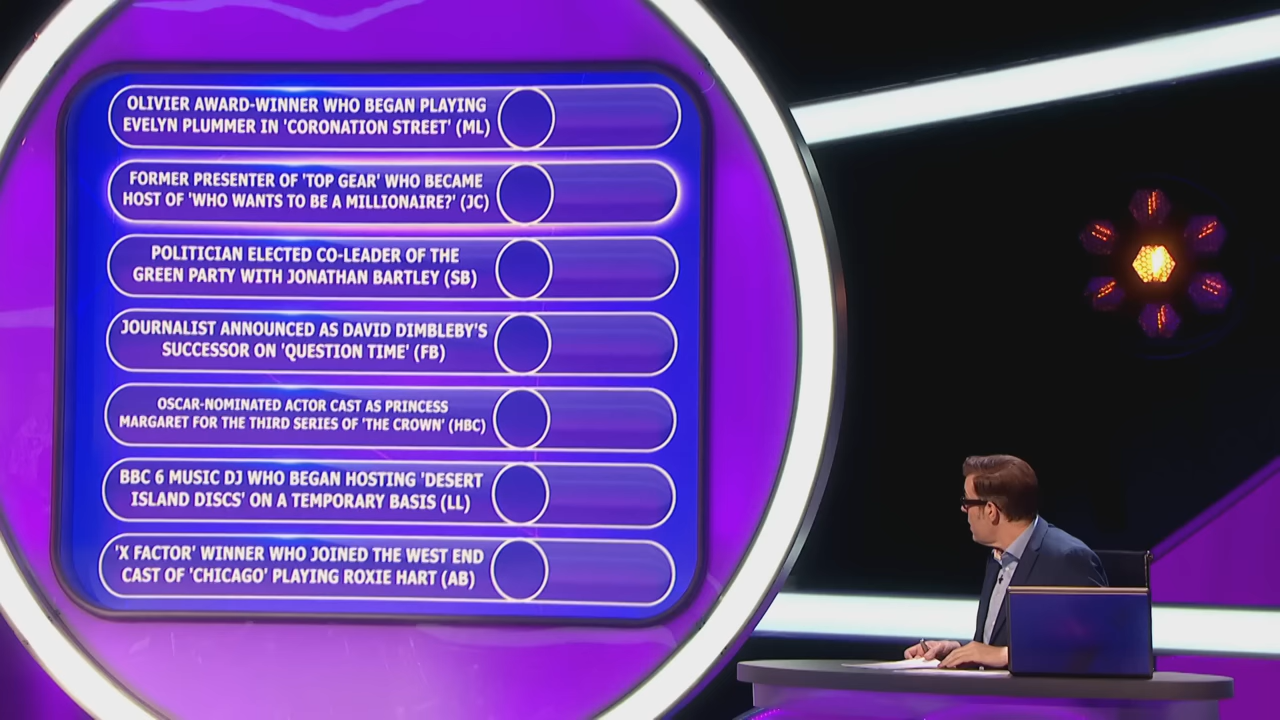 OLIVIER AWARD-WINNER WHO BEGAN PLAYING
EVELYN PLUMMER IN 'CORONATION STREET' (ML)
FORMER PRESENTER OF 'TOP GEAR' WHO BECAME
HOST OF 'WHO WANTS TO BE A MILLIONAIRE?' (JC)
POLITICIAN ELECTED CO-LEADER OF THE
GREEN PARTY WITH JONATHAN BARTLEY (SB)
JOURNALIST ANNOUNCED AS DAVID DIMBLEBY'S
SUCCESSOR ON 'QUESTION TIME' (FB)
OSCAR-NOMINATED ACTOR CAST AS PRINCESS
MARGARET FOR THE THIRD SERIES OF 'THE CROWN' (HBC)
BBC 6 MUSIC DJ WHO BEGAN HOSTING 'DESERT
ISLAND DISCS' ON A TEMPORARY BASIS (LL)
'X FACTOR' WINNER WHO JOINED THE WEST END
CAST OF 'CHICAGO' PLAYING ROXIE HART (AB)